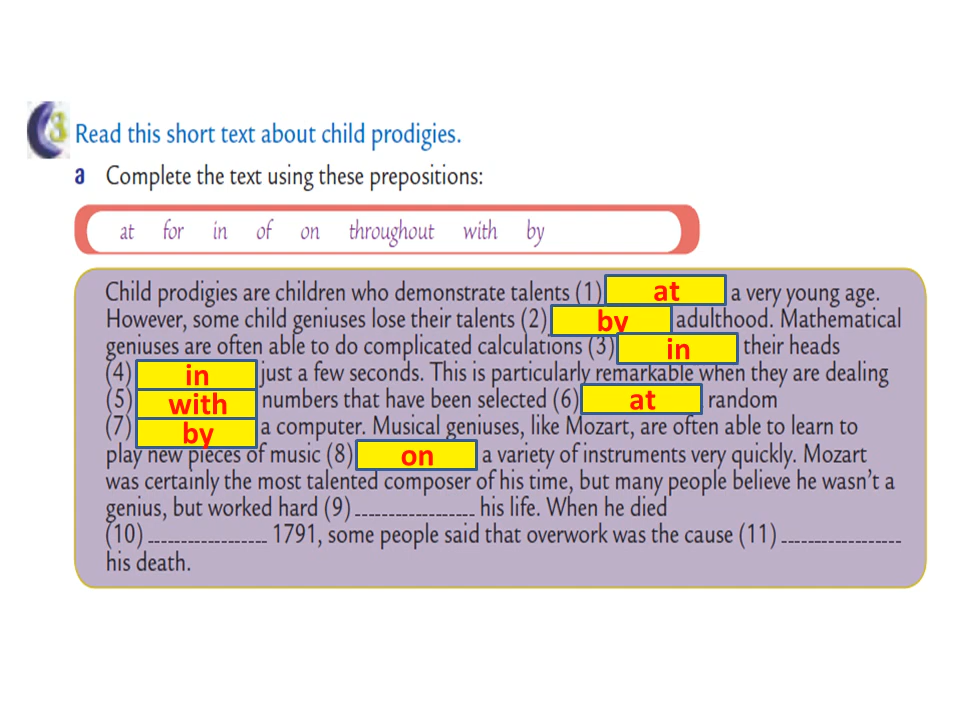 3 Read this short text about child prodigies.
a Complete the text using these prepositions:
at for in of on throughout with by
Child prodigies are children who demonstrate talents (1) at a very young age.
However, some child geniuses lose their talents (2) by adulthood. Mathematical
geniuses are often able to do complicated calculations (3) in their heads
(4) in just a few seconds. This is particularly remarkable when they are dealing
(5) with numbers that have been selected (6) at random
(7) by a computer. Musical geniuses, like Mozart, are often able to learn to
play new pieces of music (8) on a variety of instruments very quickly. Mozart
was certainly the most talented composer of his time, but many people believe he wasn't a
genius, but worked hard (9) ------------------ his life. When he died
(10) ------------------ 1791, some people said that overwork was the cause (11) ------------------
his death.